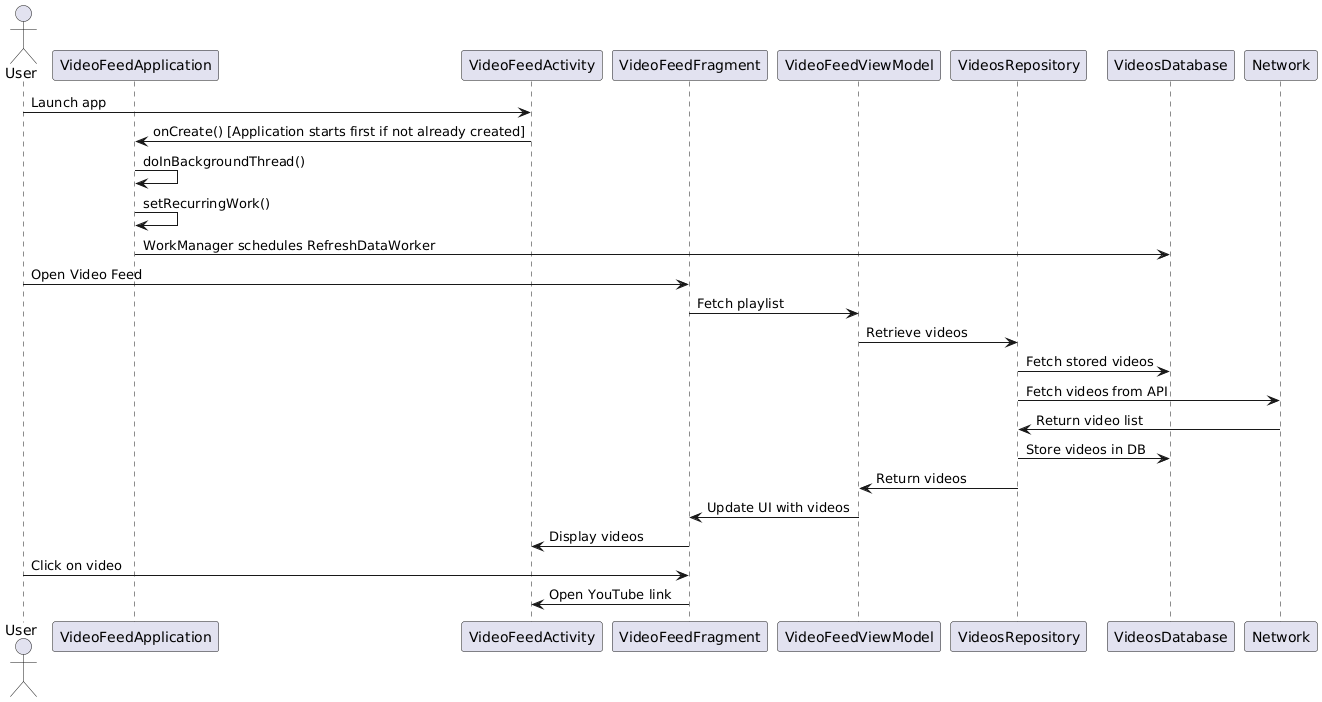 User
VideoFeedApplication
VideoFeedActivity
VideoFeedFragment
VideoFeedViewModel
VideosRepository
VideosDatabase
Network
Launch app
onCreate() [Application starts first if not already created]
doInBackgroundThread()
setRecurringWork()
WorkManager schedules RefreshDataWorker
Open Video Feed
Fetch playlist
Retrieve videos
Fetch stored videos
Fetch videos from API
Return video list
Store videos in DB
Return videos
Update UI with videos
Display videos
Click on video
Open YouTube link
User
VideoFeedApplication
VideoFeedActivity
VideoFeedFragment
VideoFeedViewModel
VideosRepository
VideosDatabase
Network